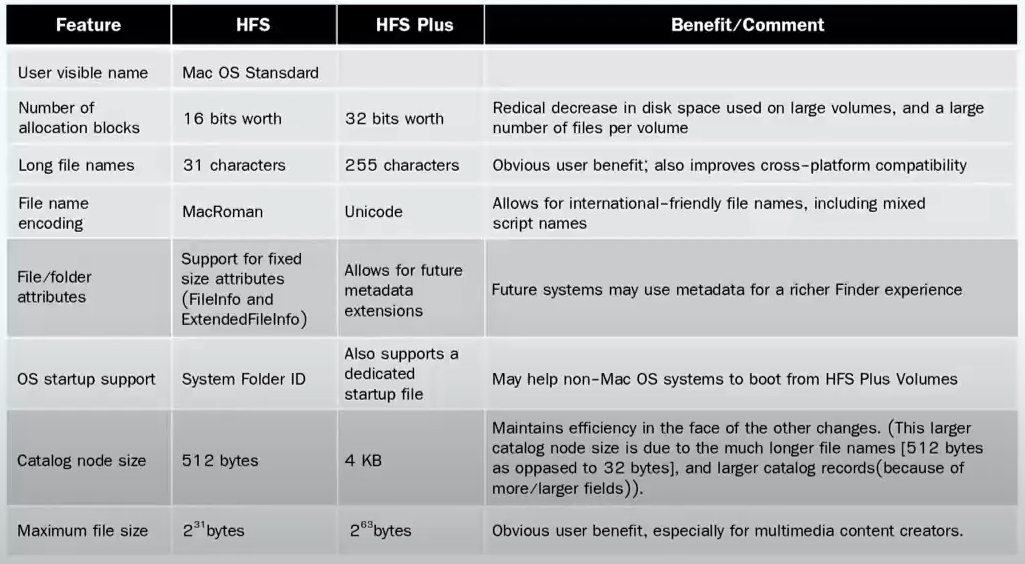 Feature HFS HFS Plus Benefit/Comment
User visible name Mac OS Stansdard
Number of
allocation blocks
16 bits worth
32 bits worth
Redical decrease in disk space used on large volumes, and a large
number of files per volume
Long file names 31 characters 255 characters Obvious user benefit; also improves cross-platform compatibility
File name
encoding
MacRoman
Unicode
Allows for international-friendly file names, including mixed
script names
File/folder
attributes
Support for fixed
size attributes
(FileInfo and
ExtendedFileInfo)
Allows for future
metadata
extensions
Future systems may use metadata for a richer Finder experience
OS startup support
System Folder ID
Also supports a
dedicated
startup file
May help non-Mac OS systems to boot from HFS Plus Volumes
Catalog node size
512 bytes
4 KB
Maintains efficiency in the face of the other changes. (This larger
catalog node size is due to the much longer file names [512 bytes
as oppased to 32 bytes], and larger catalog records(because of
more/larger fields)).
Maximum file size 2³¹bytes 2⁶³bytes Obvious user benefit, especially for multimedia content creators.